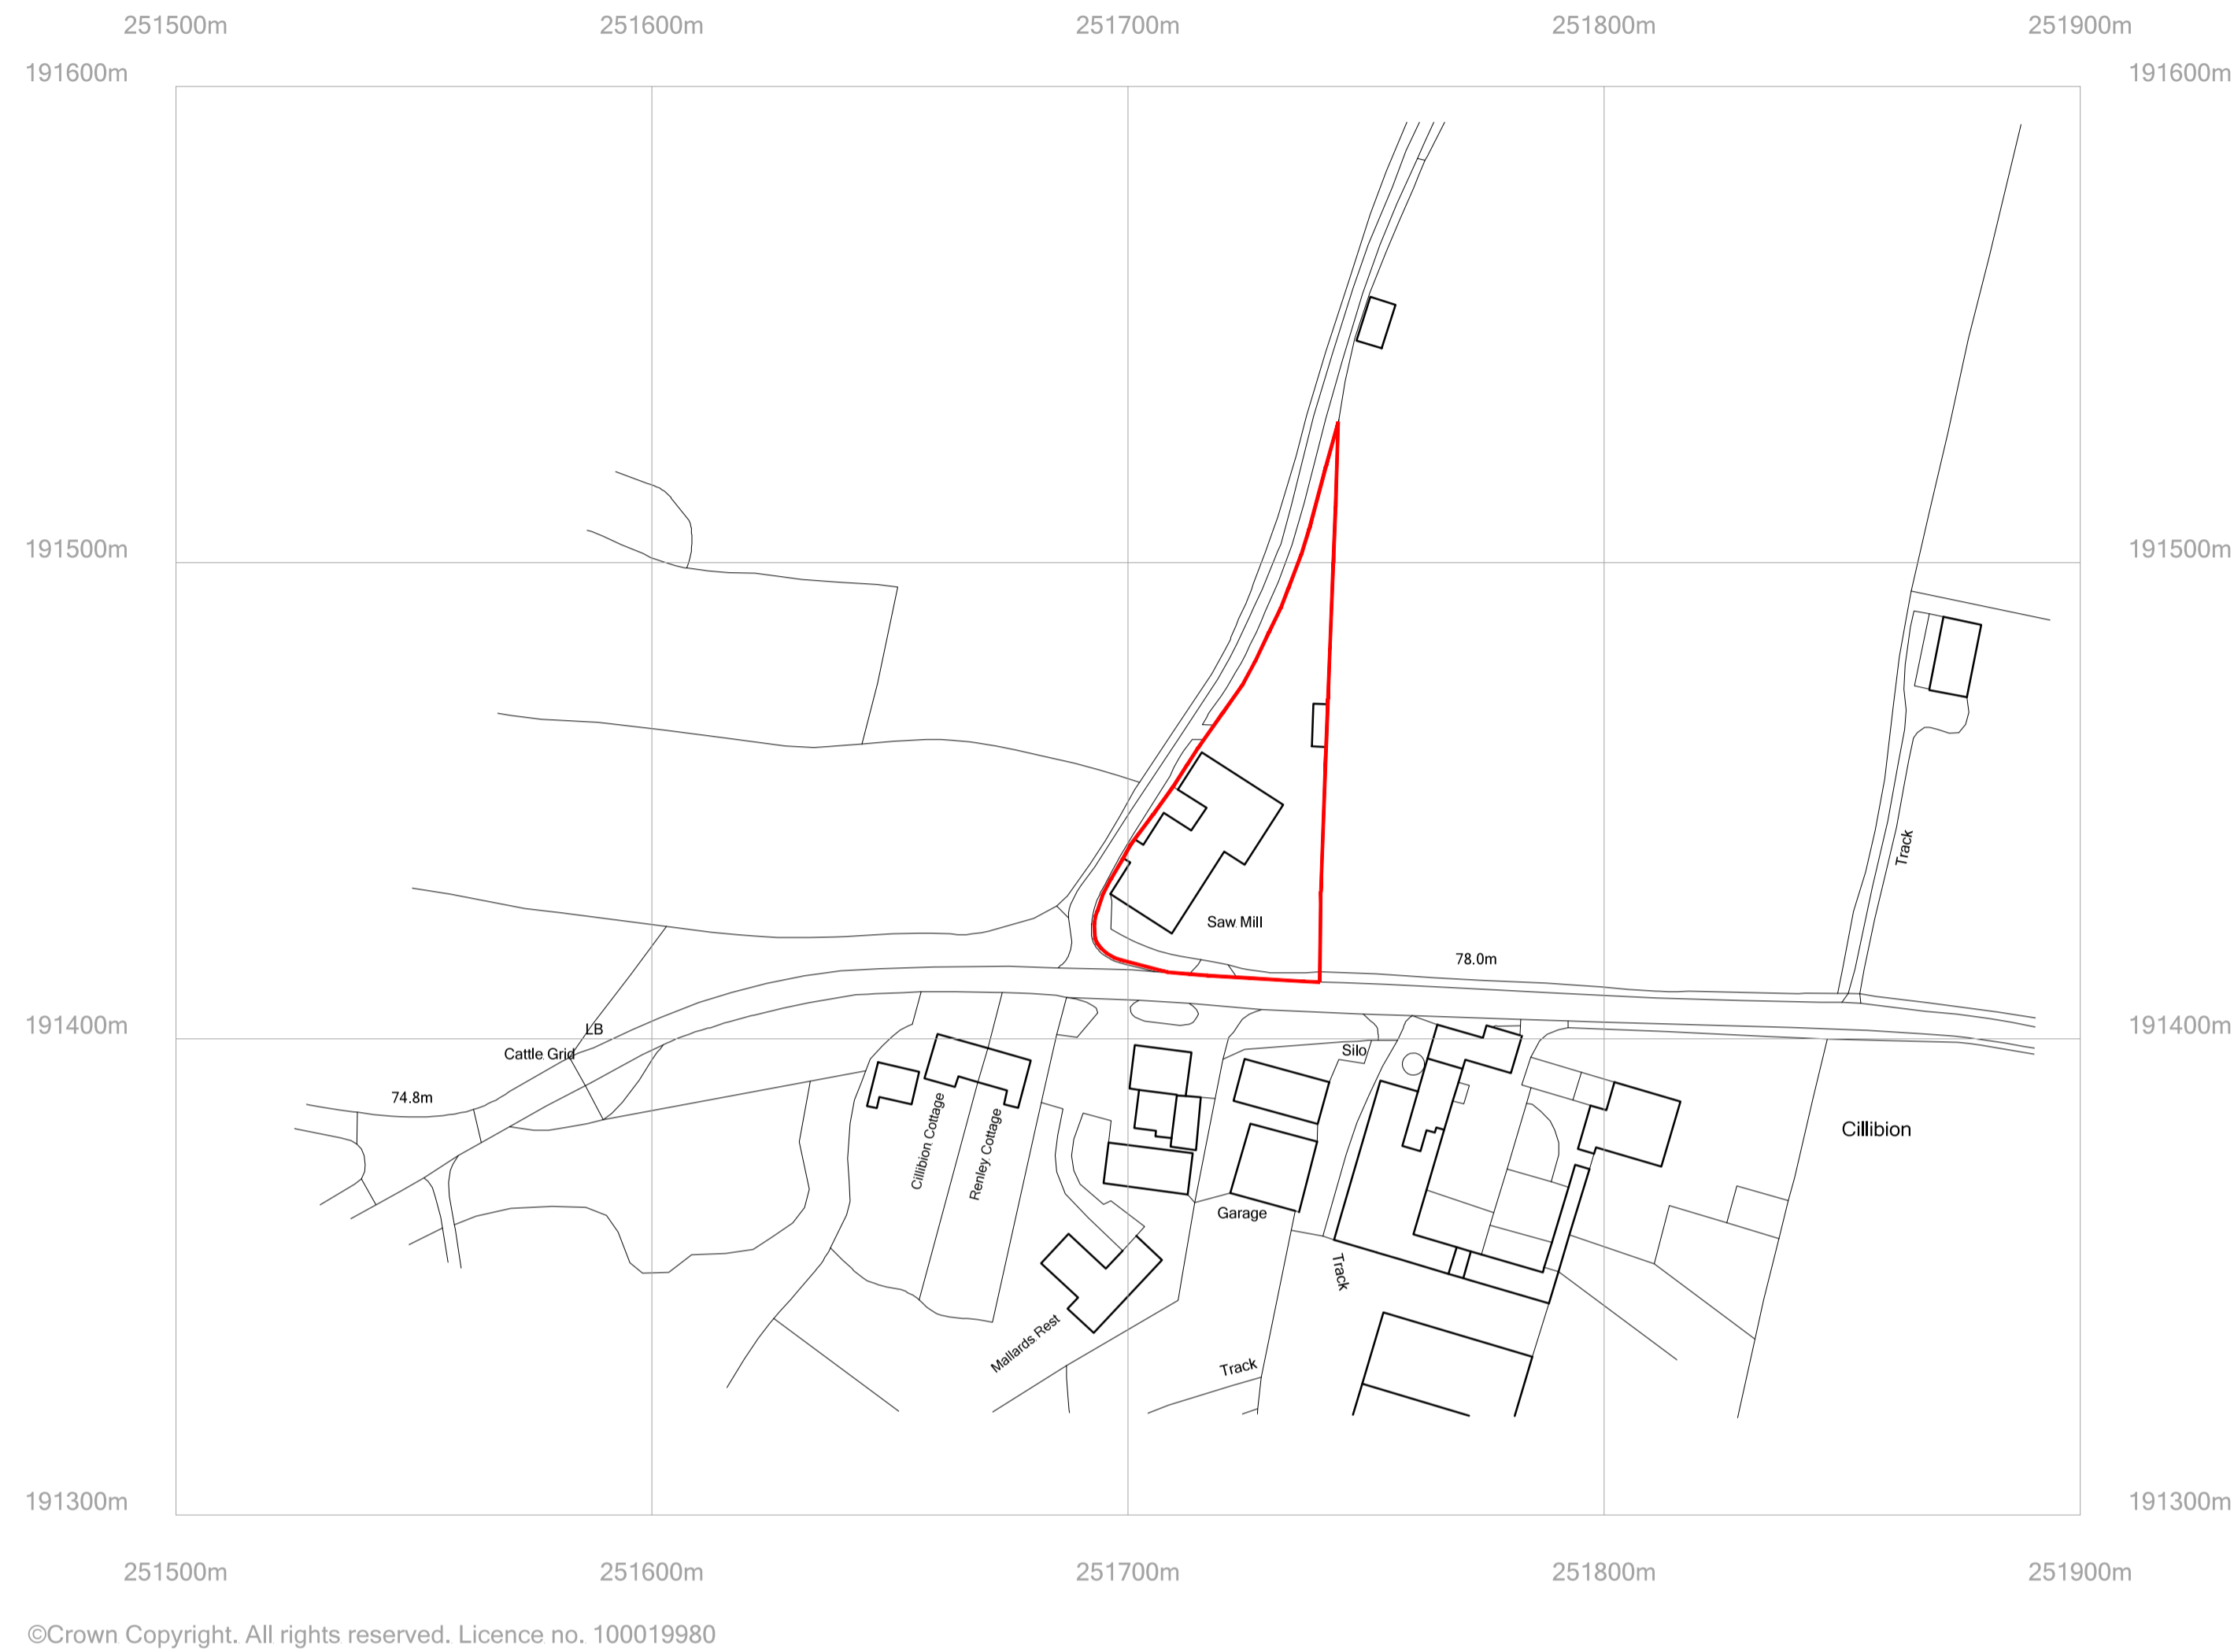 251500m 251600m 251700m 251800m 251900m
191600m 191600m
191500m 191500m
Track
Saw Mill
78.0m
191400m 191400m
LB
Cattle Grid
Silo
74.8m
Cillibion
Cillibion Cottage
Renley Cottage
Garage
Track
Mallards Rest
Track
191300m 191300m
251500m 251600m 251700m 251800m 251900m
©Crown Copyright. All rights reserved. Licence no. 100019980